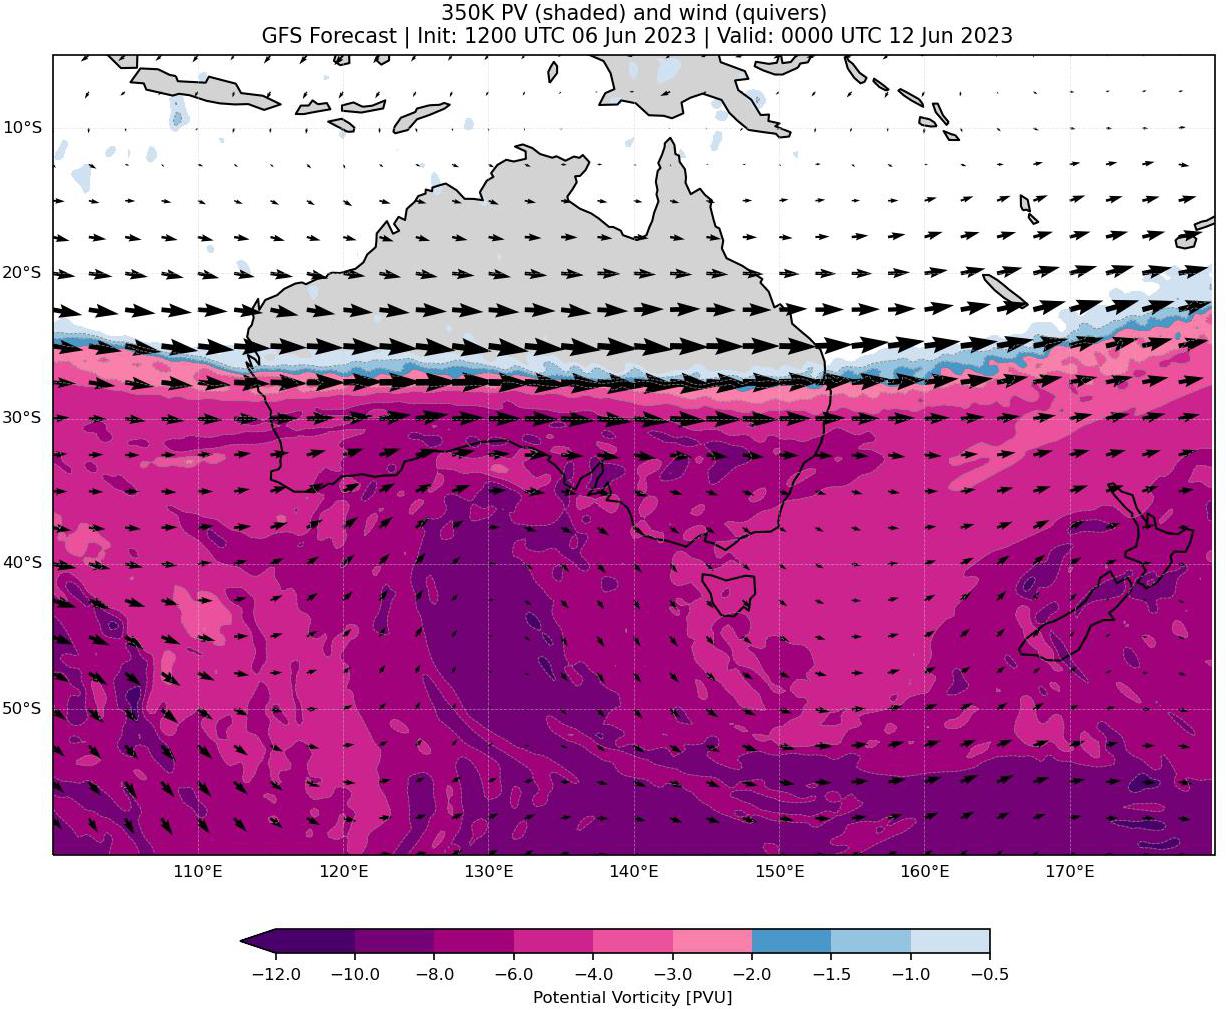 350K PV (shaded) and wind (quivers)
GFS Forecast | Init: 1200 UTC 06 Jun 2023 | Valid: 0000 UTC 12 Jun 2023
10°S
20°S
30°S
40°S
50°S
110°E 120°E 130°E 140°E 150°E 160°E 170°E
−12.0 −10.0 −8.0 −6.0 −4.0 −3.0 −2.0 −1.5 −1.0 −0.5
Potential Vorticity [PVU]